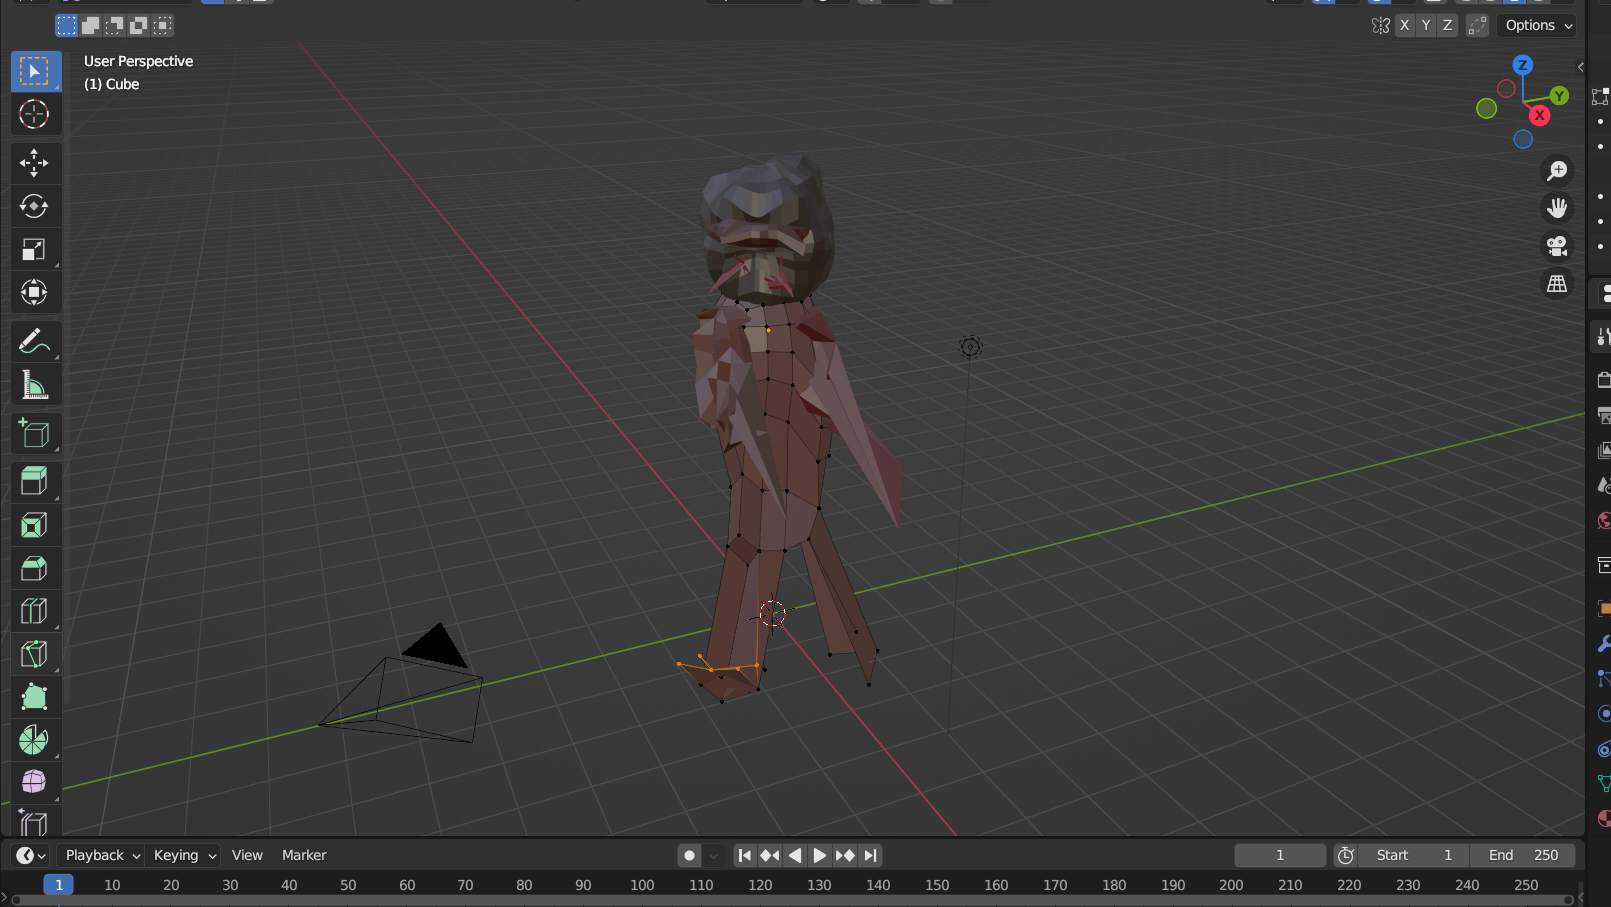 X Y Z Options
User Perspective
(1) Cube
Z
Y
X
Playback Keying View Marker
1
Start 1
End 250
1 10 20 30 40 50 60 70 80 90 100 110 120 130 140 150 160 170 180 190 200 210 220 230 240 250